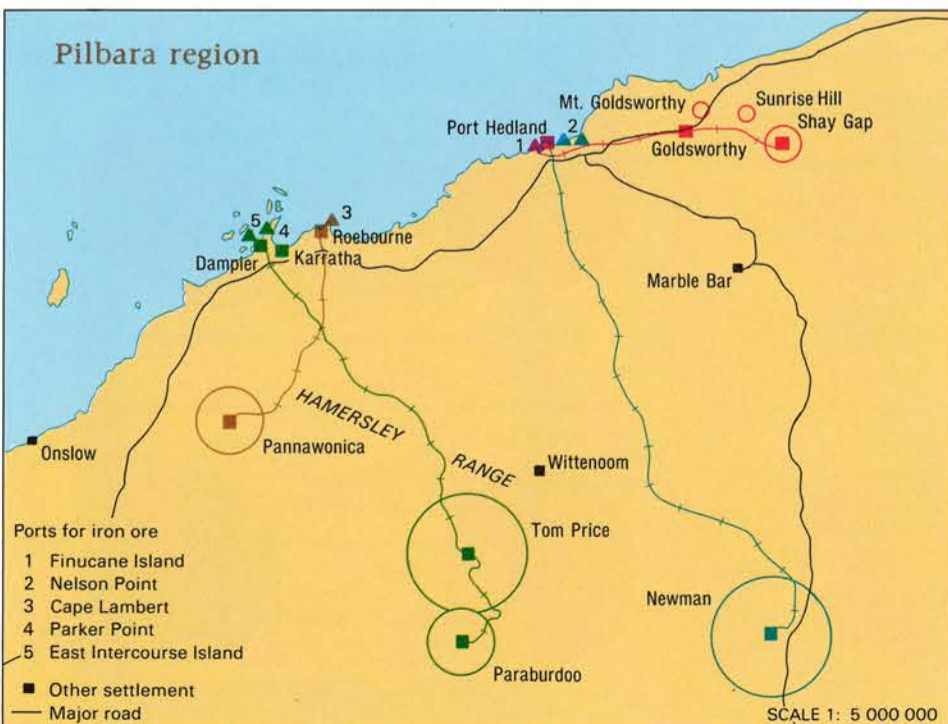 Pilbara region
Mt. Goldsworthy
Sunrise Hill
Port Hedland
2
Shay Gap
1
Goldsworthy
3
5
4
Roebourne
Dampier
Karratha
Marble Bar
HAMERSLEY
RANGE
Pannawonica
Onslow
Wittenoom
Tom Price
Newman
Paraburdoo
Ports for iron ore
1 Finucane Island
2 Nelson Point
3 Cape Lambert
4 Parker Point
5 East Intercourse Island
Other settlement
Major road
SCALE 1: 5 000 000